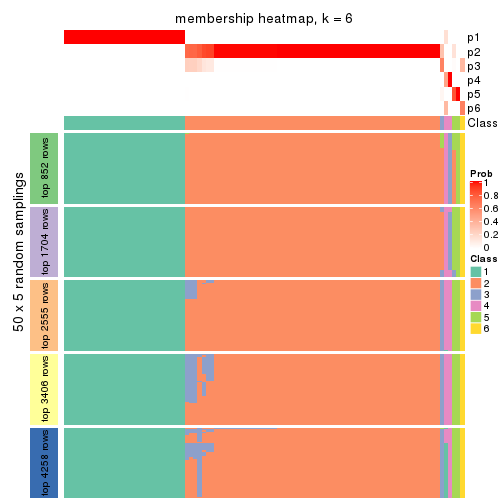 membership heatmap, k = 6
p1
p2
p3
p4
p5
p6
Class
50 x 5 random samplings
top 852 rows
top 1704 rows
top 2555 rows
top 3406 rows
top 4258 rows
Prob
1
0.8
0.6
0.4
0.2
0
Class
1
2
3
4
5
6